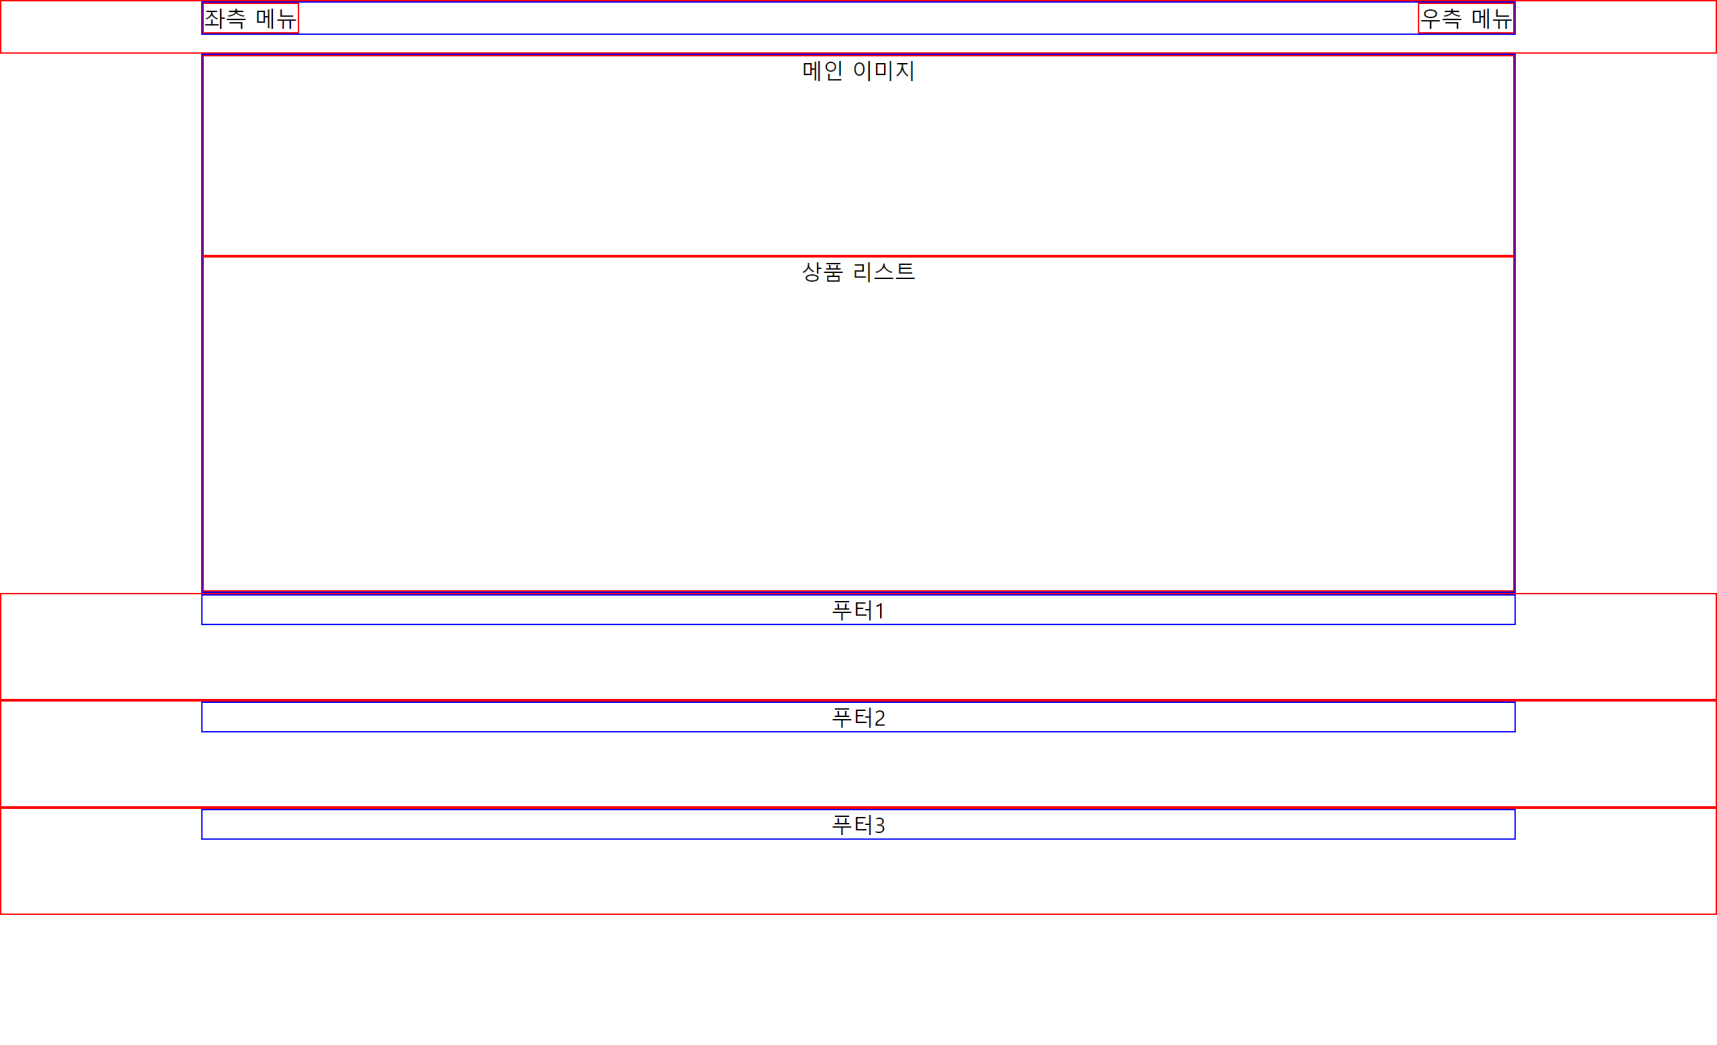 좌측 메뉴 우측 메뉴
메인 이미지
상품 리스트
푸터1
푸터2
푸터3